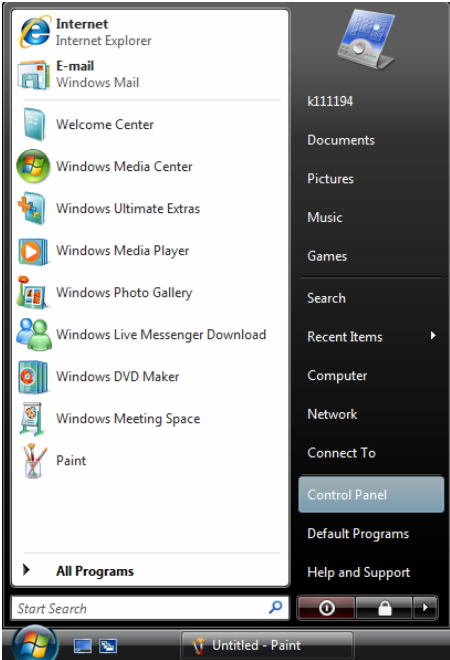 Internet
Internet Explorer
E-mail
Windows Mail
Welcome Center
Windows Media Center
Windows Ultimate Extras
Windows Media Player
Windows Photo Gallery
Windows Live Messenger Download
Windows DVD Maker
Windows Meeting Space
Paint
All Programs
Start Search
k111194
Documents
Pictures
Music
Games
Search
Recent Items
Computer
Network
Connect To
Control Panel
Default Programs
Help and Support
Untitled - Paint